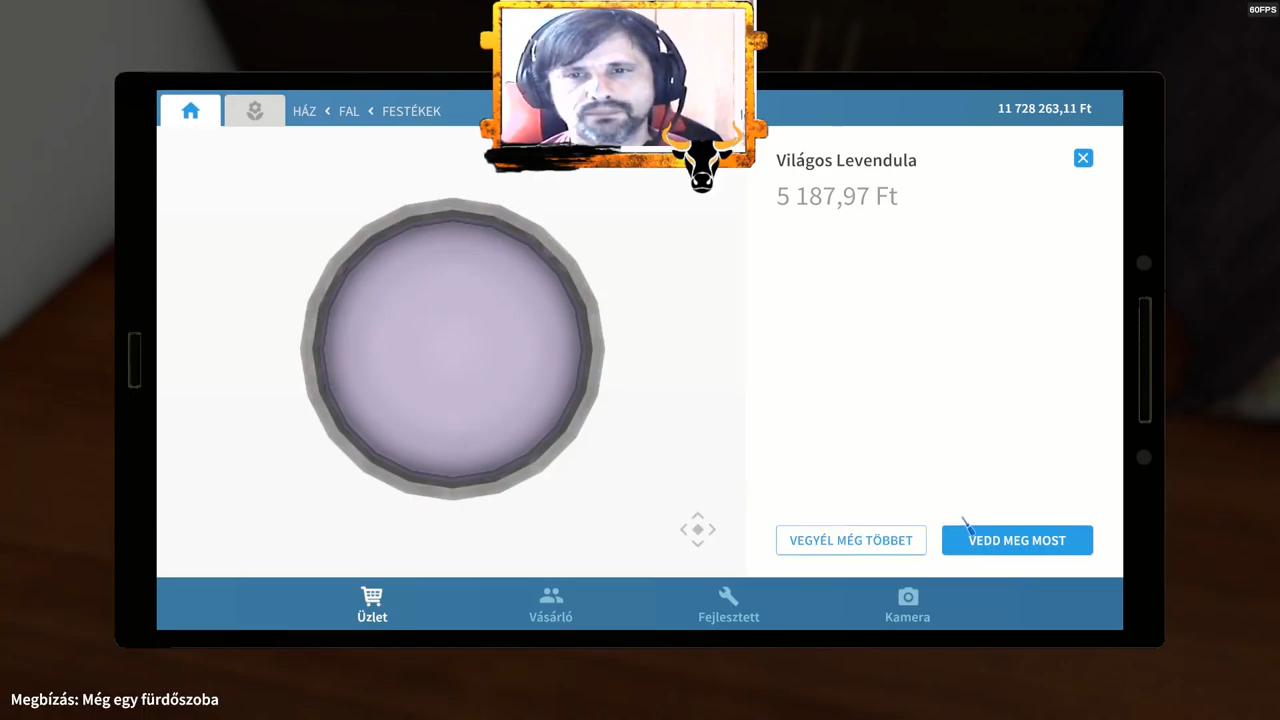 60FPS
HÁZ < FAL < FESTÉKEK
11 728 263,11 Ft
Világos Levendula
5 187,97 Ft
VEGYÉL MÉG TÖBBET
VEDD MEG MOST
Üzlet
Vásárló
Fejlesztett
Kamera
Megbízás: Még egy fürdőszoba